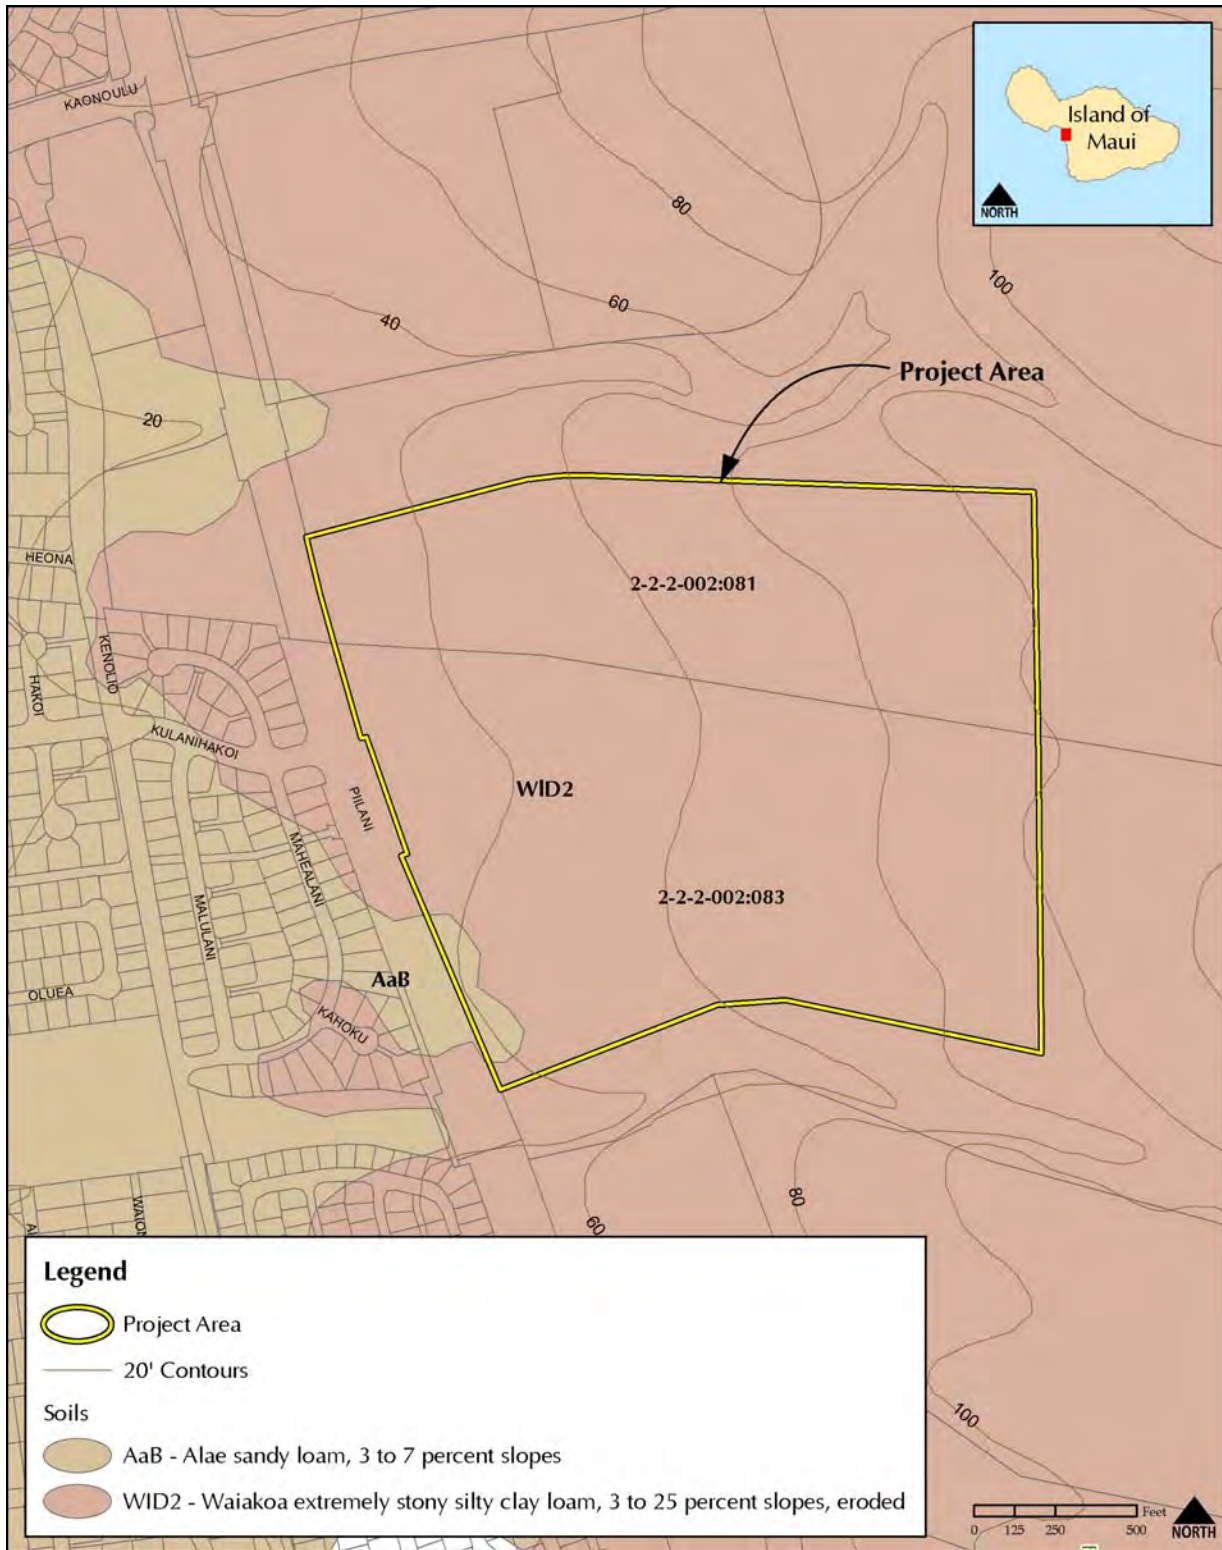 KAONOULU
Island of
Maui
NORTH
80
100
60
40
Project Area
20
HEONA
2-2-2-002:081
KENOLIO
HAKOI
KULANIHAKOI
PIILANI
WID2
MAHEALANI
MALULANI
2-2-2-002:083
AaB
OLUEA
KAHOKU
80
60
Legend
Project Area
20' Contours
Soils
AaB - Alae sandy loam, 3 to 7 percent slopes
WID2 - Waiakoa extremely stony silty clay loam, 3 to 25 percent slopes, eroded
100
Feet
0 125 250 500
NORTH